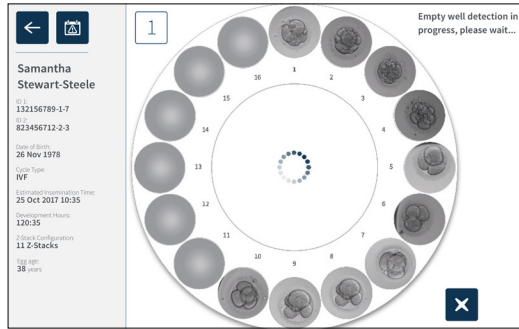 Samantha
Stewart-Steele
ID 1:
132156789-1-7
ID 2:
823456712-2-3
Date of Birth:
26 Nov 1978
Cycle Type:
IVF
Estimated Insemination Time:
25 Oct 2017 10:35
Development Hours:
120:35
Z-Stack Configuration:
11 Z-Stacks
Egg age:
38 years
1
Empty well detection in
progress, please wait...
1
2
3
4
5
6
7
8
9
10
11
12
13
14
15
16